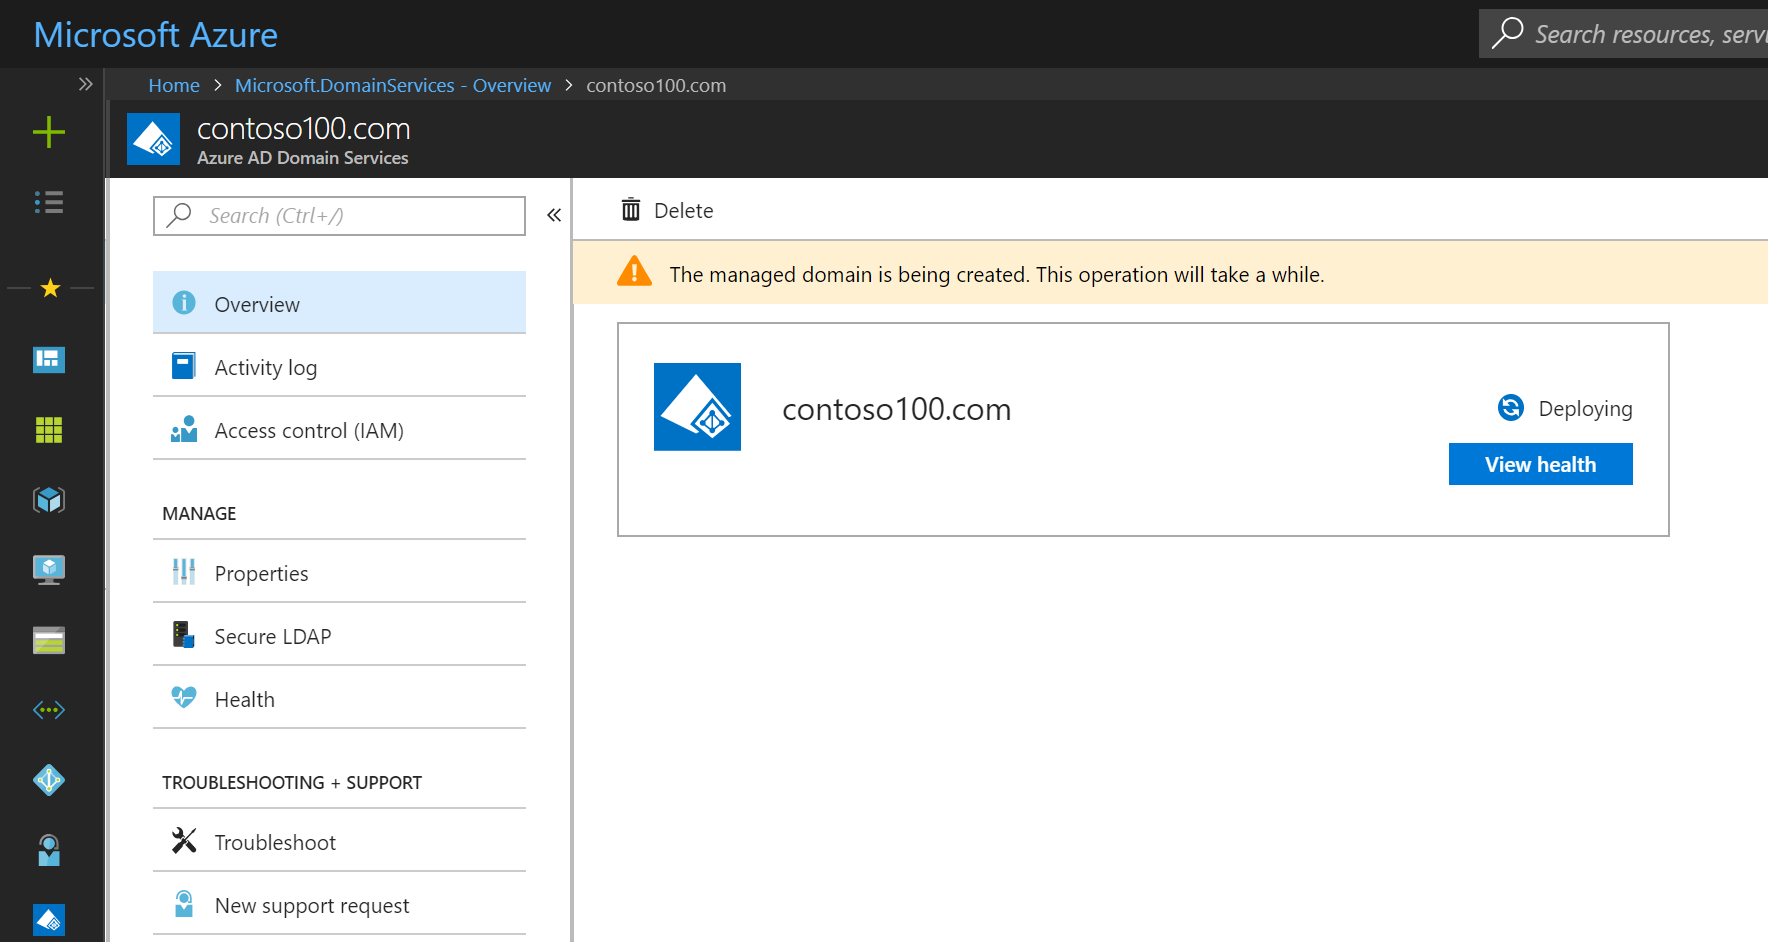 Microsoft Azure
Search resources, servi
Home > Microsoft.DomainServices - Overview > contoso100.com
contoso100.com
Azure AD Domain Services
Search (Ctrl+/)
Overview
Activity log
Access control (IAM)
MANAGE
Properties
Secure LDAP
Health
TROUBLESHOOTING + SUPPORT
Troubleshoot
New support request
Delete
The managed domain is being created. This operation will take a while.
contoso100.com
Deploying
View health